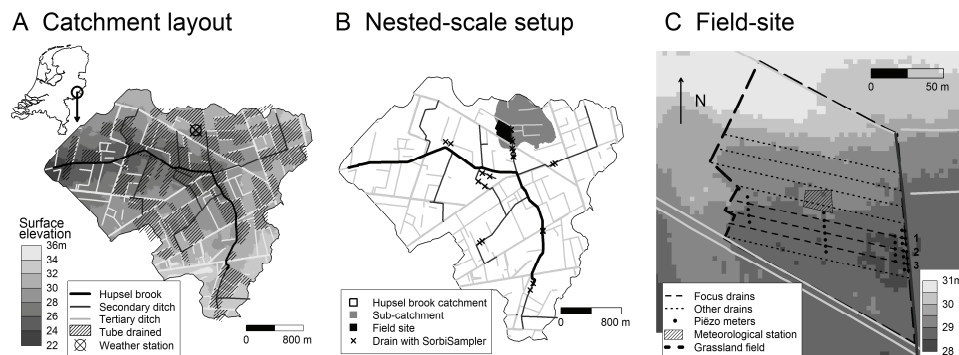 A Catchment layout
Surface
elevation
36m
34
32
30
28
26
24
22
Hupsel brook
Secondary ditch
Tertiary ditch
Tube drained
Weather station
0
800 m
B Nested-scale setup
Hupsel brook catchment
Sub-catchment
Field site
Drain with SorbiSampler
0
800 m
C Field-site
N
0
50 m
1
2
3
Focus drains
Other drains
Piëzo meters
Meteorological station
Grassland field
31m
30
29
28